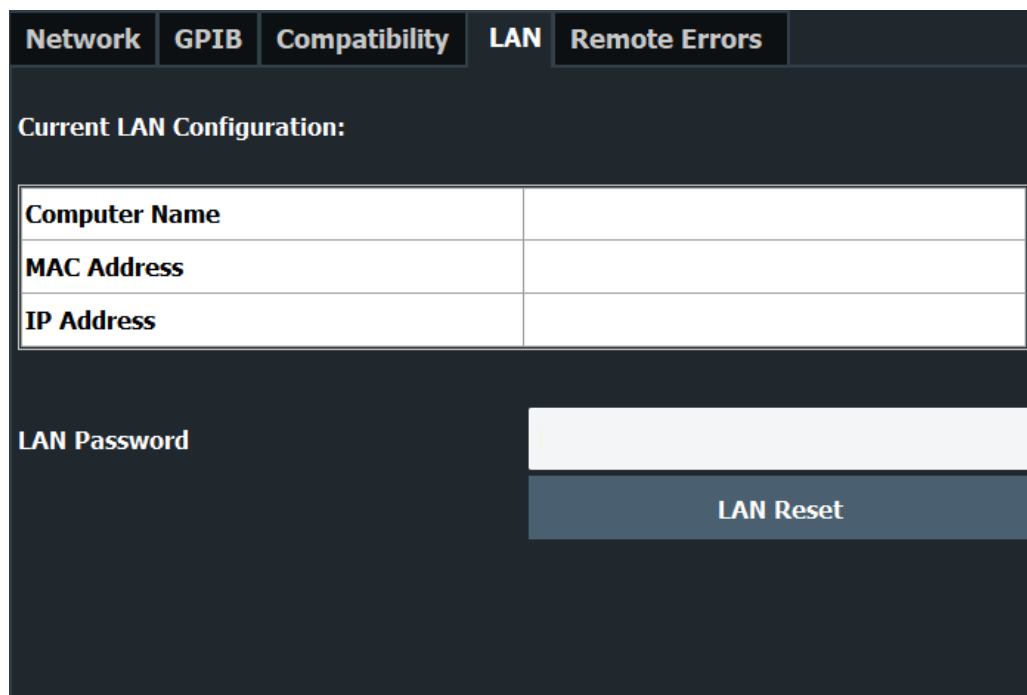 Network GPIB Compatibility LAN Remote Errors
Current LAN Configuration:
Computer Name
MAC Address
IP Address
LAN Password
LAN Reset